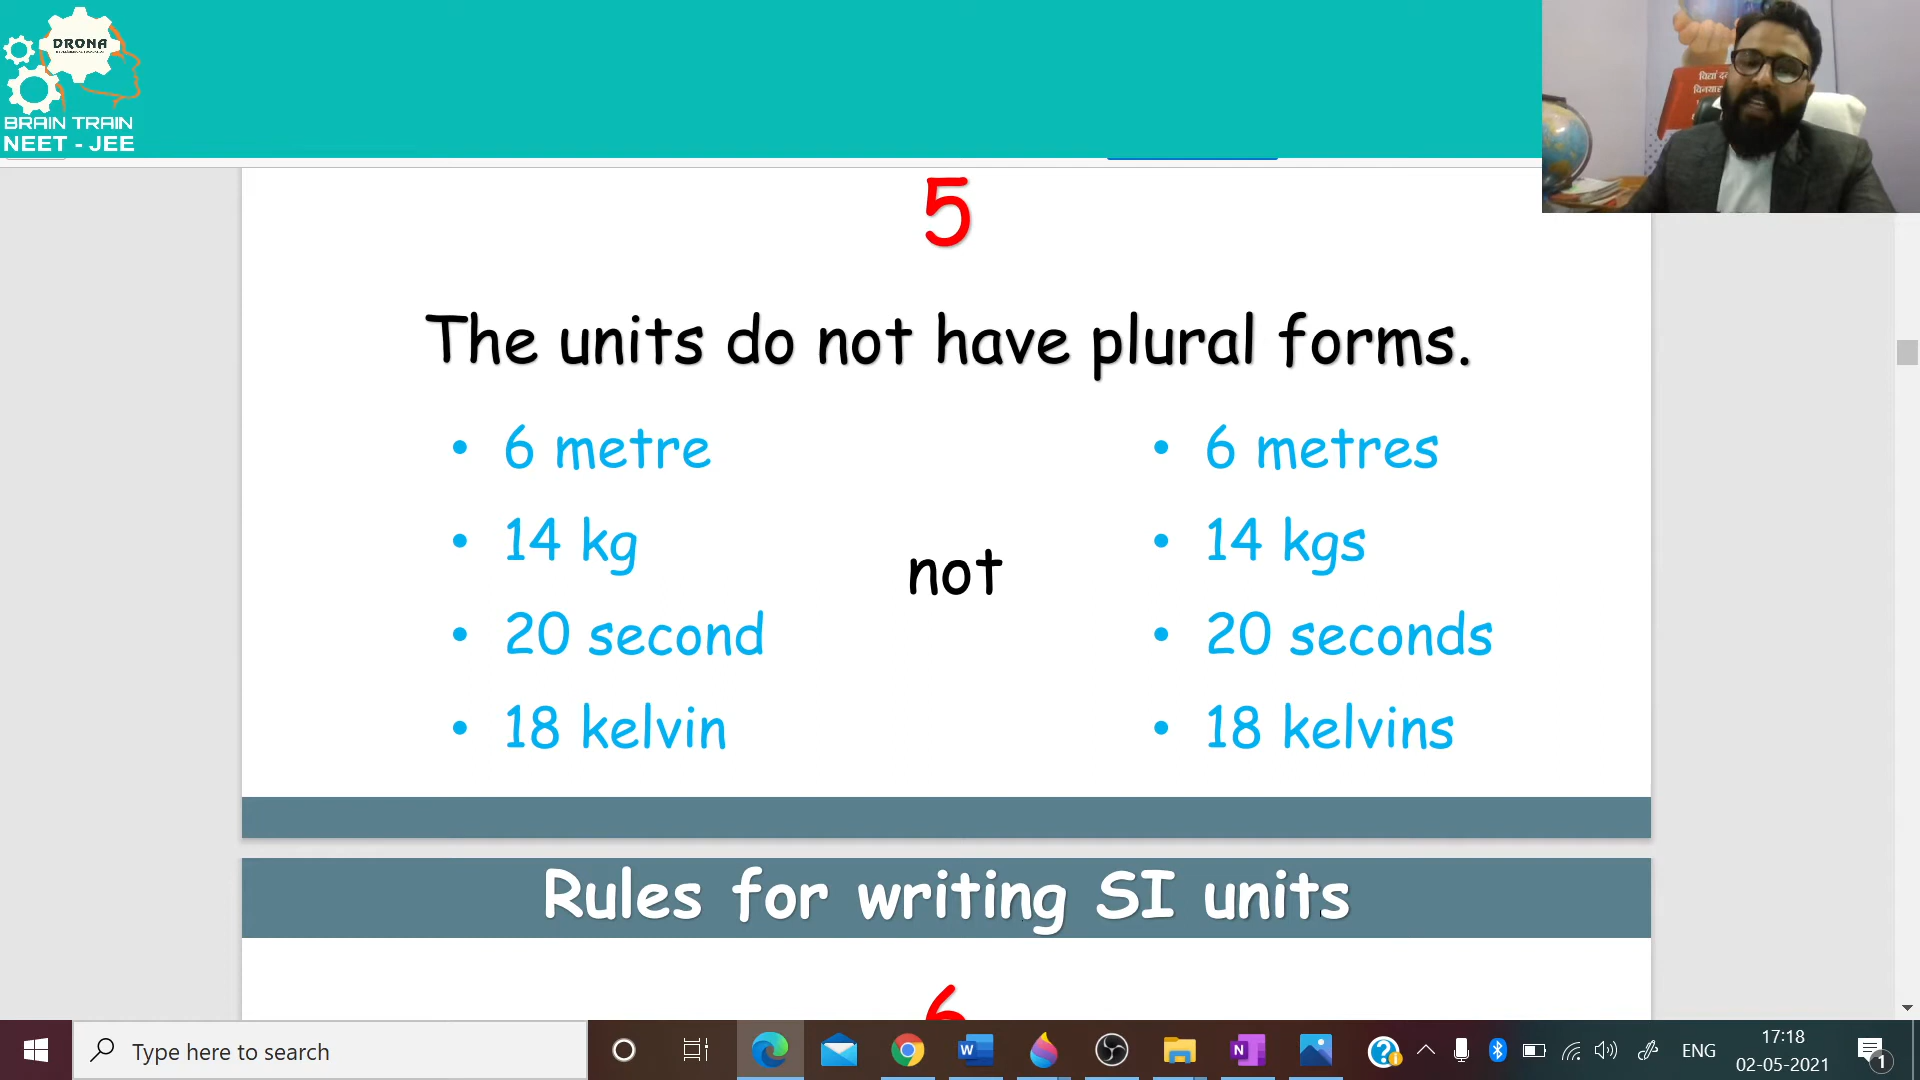 DRONA
BRAIN TRAIN
NEET - JEE
विद्यां
5
The units do not have plural forms.
• 6 metre
• 14 kg
• 20 second
• 18 kelvin
not
• 6 metres
• 14 kgs
• 20 seconds
• 18 kelvins
Rules for writing SI units
6
Type here to search
ENG
17:18
02-05-2021
1